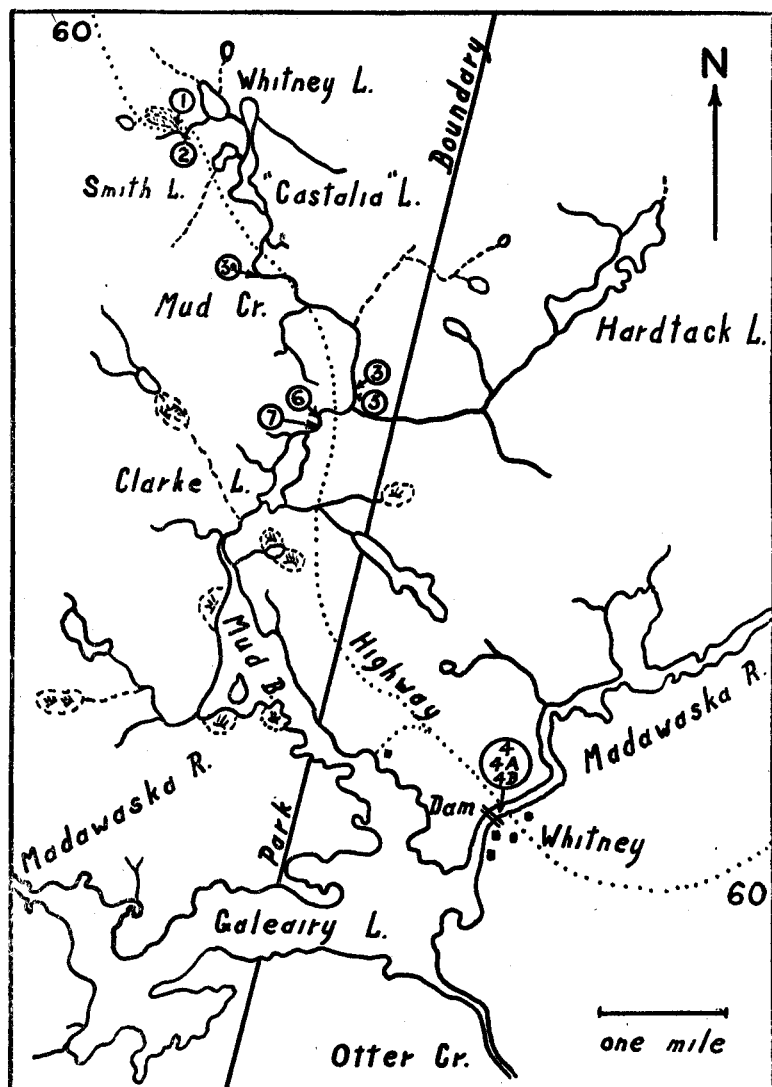 60
Whitney L.
N
1
2
Boundary
Smith L.
"Castalia" L.
3a
Mud Cr.
Hardtack L.
3
5
6
7
Clarke L.
Mud B.
Highway
Madawaska R.
4
4A
4B
Dam
Whitney
Madawaska R.
Park
60
Galeairy L.
one mile
Otter Cr.